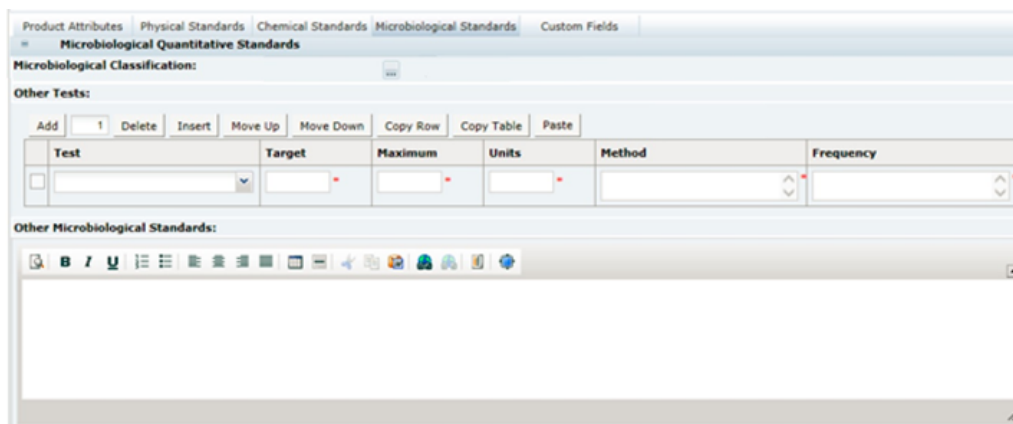 Product Attributes Physical Standards Chemical Standards Microbiological Standards Custom Fields
Microbiological Quantitative Standards
Microbiological Classification:
...
Other Tests:
Add 1 Delete Insert Move Up Move Down Copy Row Copy Table Paste
Test Target Maximum Units Method Frequency
* * * * *
Other Microbiological Standards:
B I U